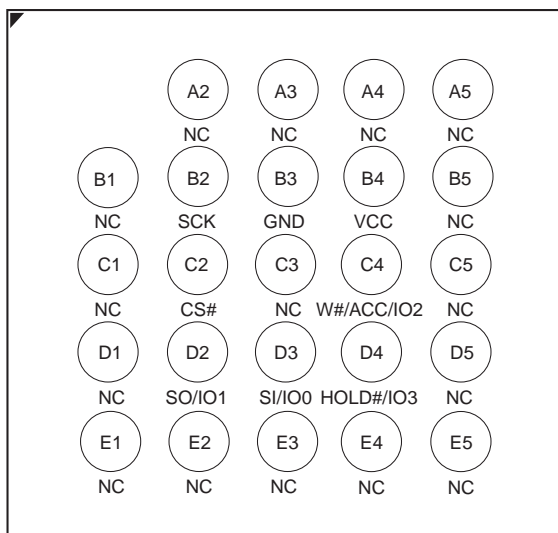 A2 A3 A4 A5
NC NC NC NC
B1 B2 B3 B4 B5
NC SCK GND VCC NC
C1 C2 C3 C4 C5
NC CS# NC W#/ACC/IO2 NC
D1 D2 D3 D4 D5
NC SO/IO1 SI/IO0 HOLD#/IO3 NC
E1 E2 E3 E4 E5
NC NC NC NC NC